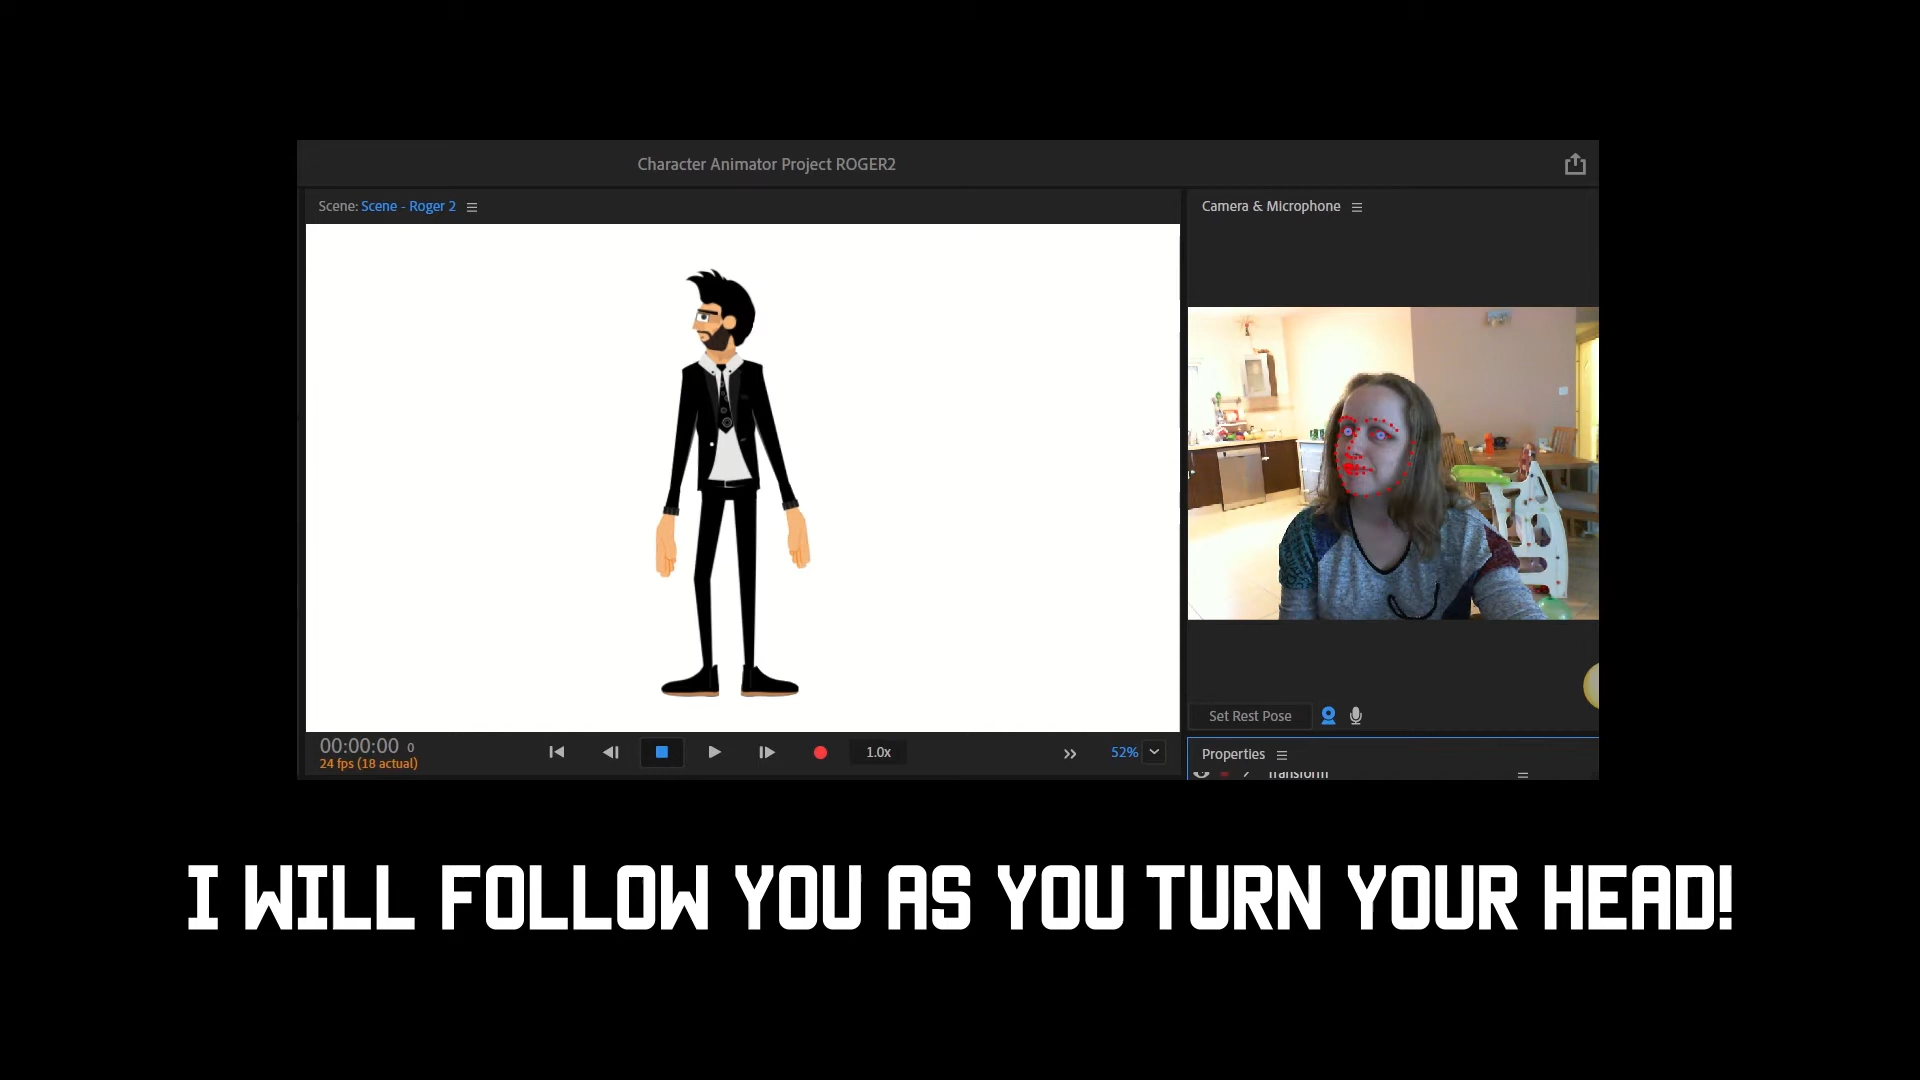 Character Animator Project ROGER2
Scene: Scene - Roger 2
Camera & Microphone
Set Rest Pose
00:00:00 0
24 fps (18 actual)
1.0x
52%
Properties
Transform
I WILL FOLLOW YOU AS YOU TURN YOUR HEAD!